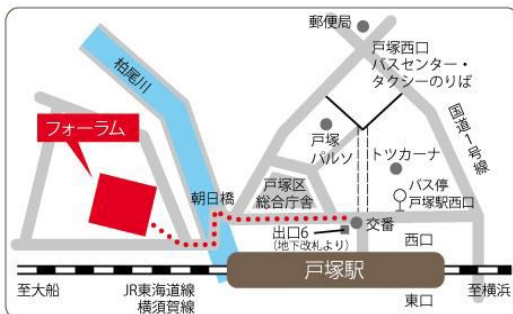 郵便局
戸塚西口
バスセンター・
タクシーのりば
柏尾川
国道1号線
フォーラム
戸塚
パルソ
トツカーナ
朝日橋
戸塚区
総合庁舎
バス停
戸塚駅西口
交番
出口6
(地下改札より)
西口
戸塚駅
至大船
JR東海道線
横須賀線
東口
至横浜